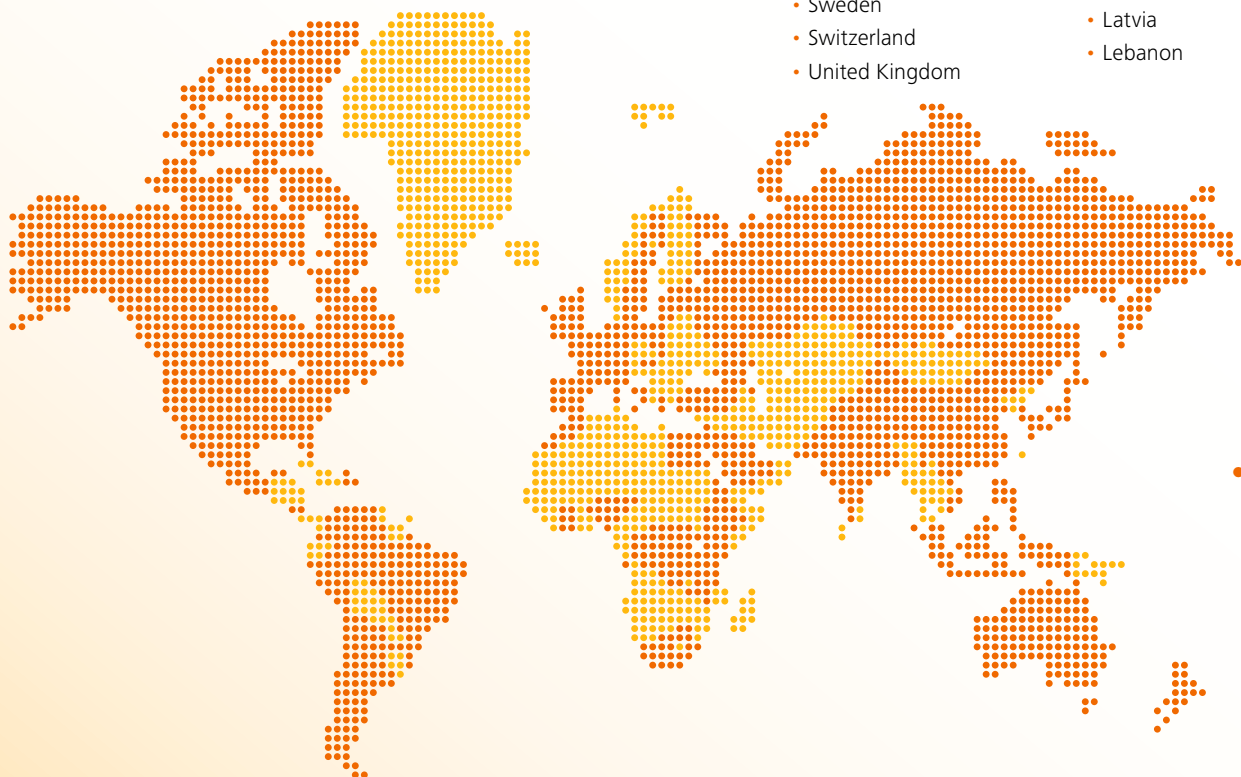 • Sweden
• Switzerland
• United Kingdom
• Latvia
• Lebanon